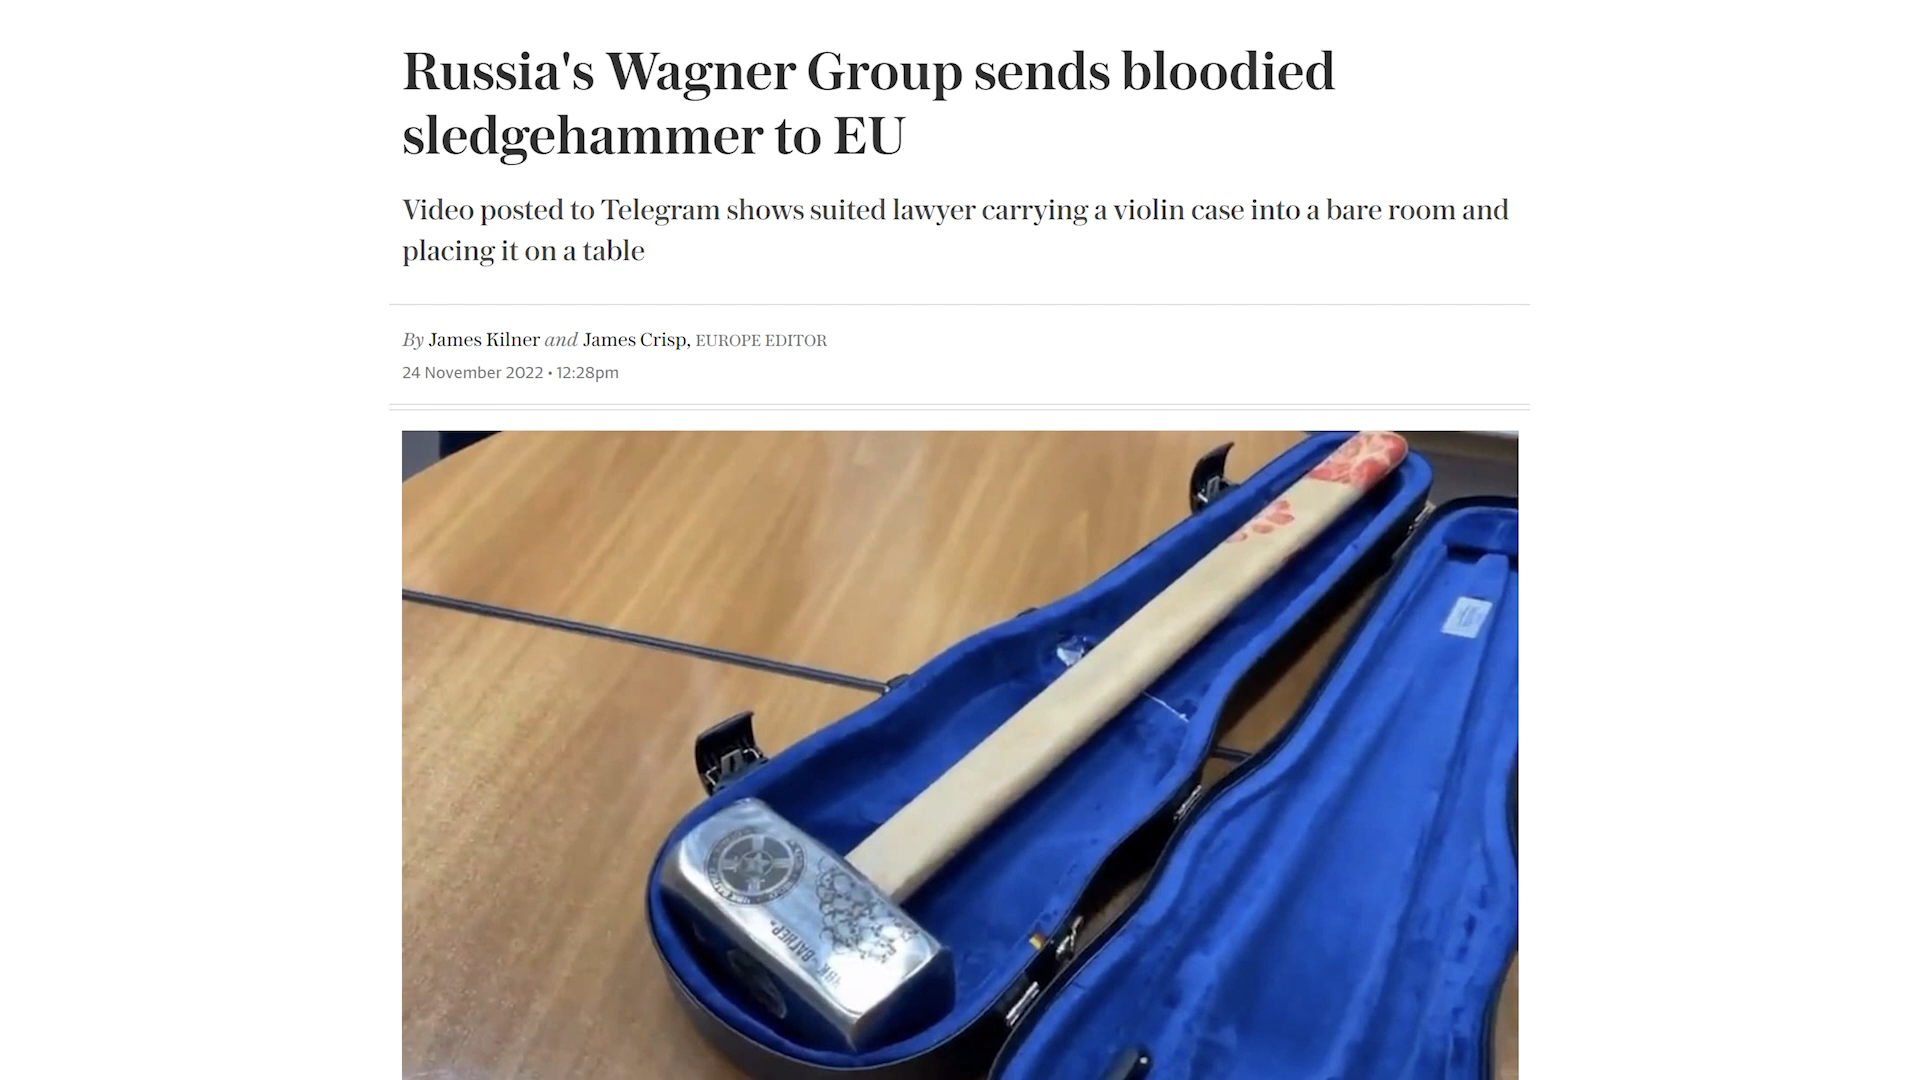 Russia's Wagner Group sends bloodied
sledgehammer to EU
Video posted to Telegram shows suited lawyer carrying a violin case into a bare room and
placing it on a table
By James Kilner and James Crisp, EUROPE EDITOR
24 November 2022 • 12:28pm
ЧВК «ВАГНЕР»